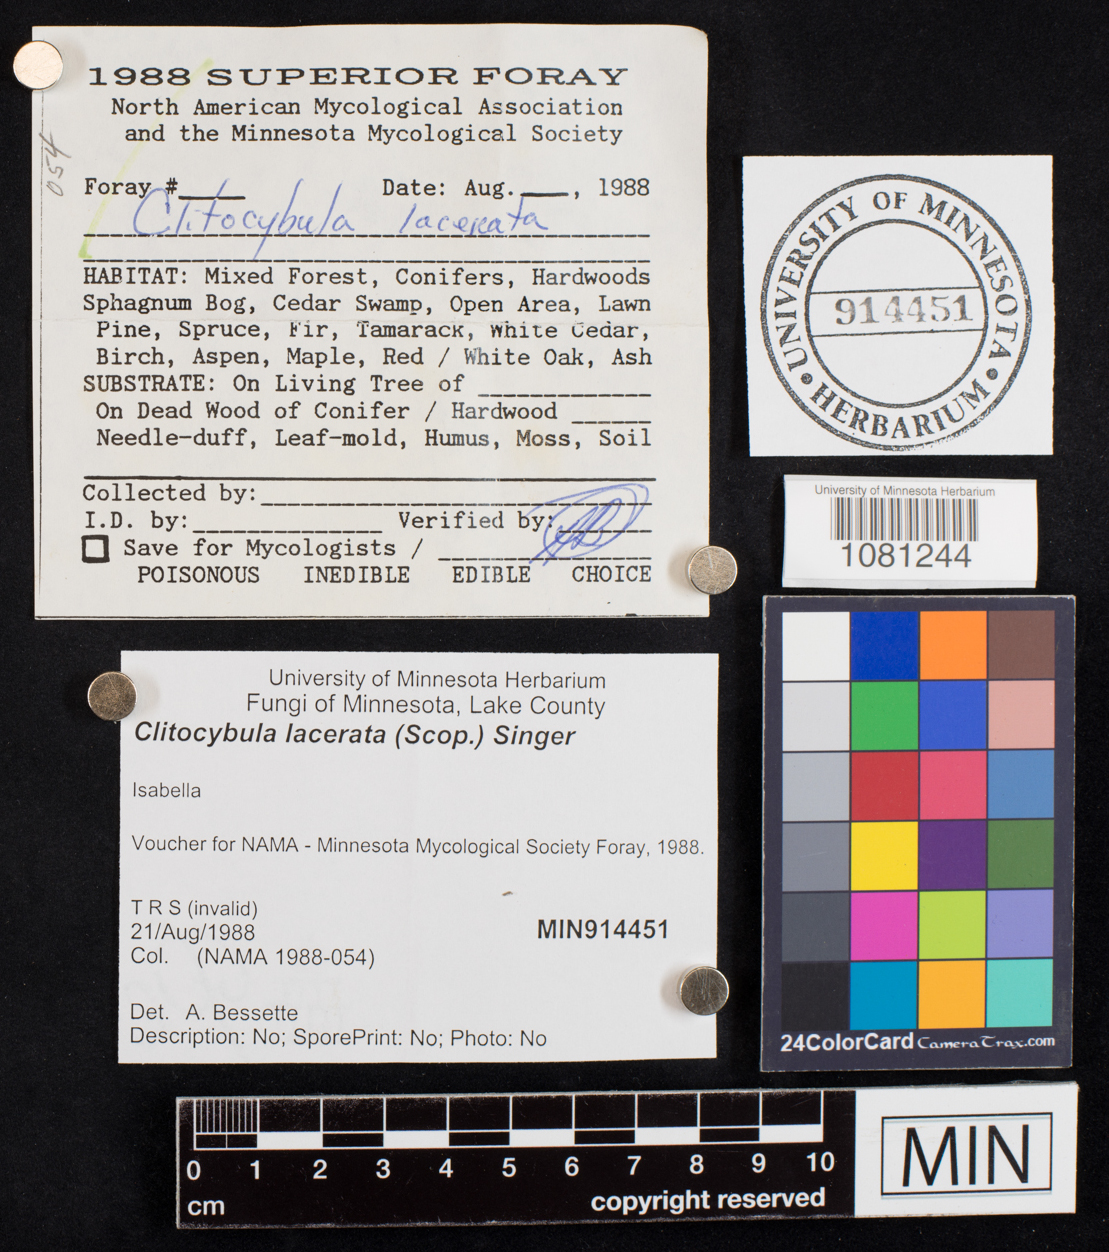 1988 SUPERIOR FORAY
North American Mycological Association
and the Minnesota Mycological Society
054
Foray #____ Date: Aug.___, 1988
Clitocybula lacerata
HABITAT: Mixed Forest, Conifers, Hardwoods
Sphagnum Bog, Cedar Swamp, Open Area, Lawn
Pine, Spruce, Fir, Tamarack, White Cedar,
Birch, Aspen, Maple, Red / White Oak, Ash
SUBSTRATE: On Living Tree of
On Dead Wood of Conifer / Hardwood
Needle-duff, Leaf-mold, Humus, Moss, Soil
Collected by:
I.D. by: Verified by:
Save for Mycologists /
POISONOUS INEDIBLE EDIBLE CHOICE
UNIVERSITY OF MINNESOTA
914451
• HERBARIUM •
University of Minnesota Herbarium
1081244
University of Minnesota Herbarium
Fungi of Minnesota, Lake County
Clitocybula lacerata (Scop.) Singer
Isabella
Voucher for NAMA - Minnesota Mycological Society Foray, 1988.
T R S (invalid)
21/Aug/1988
MIN914451
Col. (NAMA 1988-054)
Det. A. Bessette
Description: No; SporePrint: No; Photo: No
24ColorCard CameraTrax.com
0 1 2 3 4 5 6 7 8 9 10
cm
copyright reserved
MIN